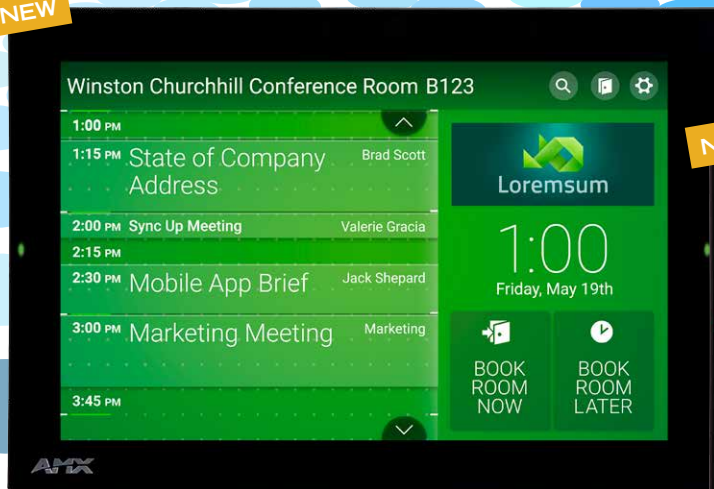 NEW
Winston Churchhill Conference Room B123
1:00 PM
1:15 PM State of Company Address Brad Scott
2:00 PM Sync Up Meeting Valerie Gracia
2:15 PM
2:30 PM Mobile App Brief Jack Shepard
3:00 PM Marketing Meeting Marketing
3:45 PM
Loremsum
1:00
Friday, May 19th
BOOK
ROOM
NOW
BOOK
ROOM
LATER
AMX